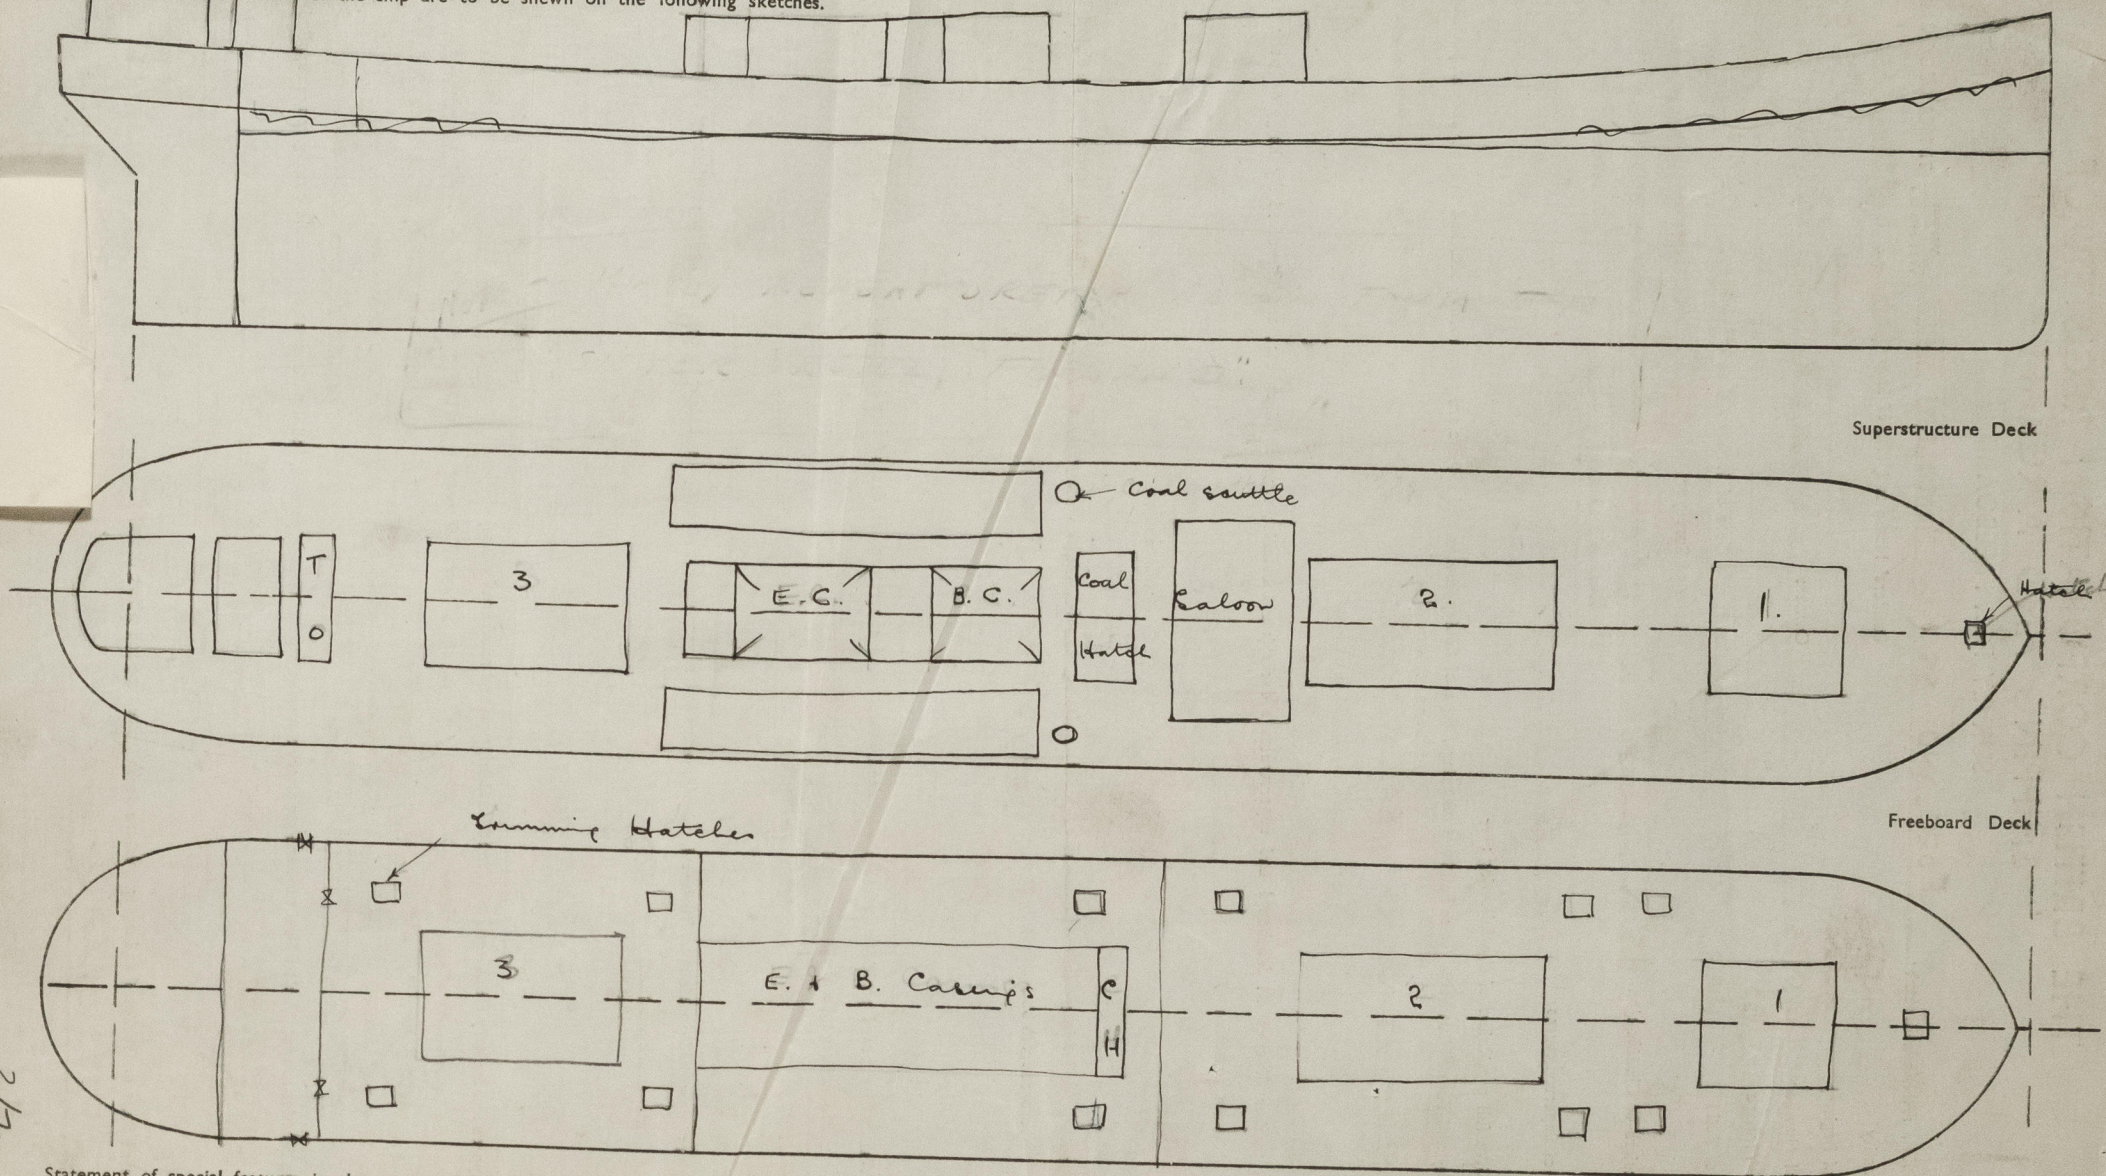 the ship are to be shown on the following sketches.
Superstructure Deck
Coal scuttle
T
O
3
E.C.
B.C.
Coal
Hatch
Saloon
2.
1.
Hatch
Freeboard Deck
Trimming Hatches
3
E. & B. Casings
C
H
2
1
Statement of special features